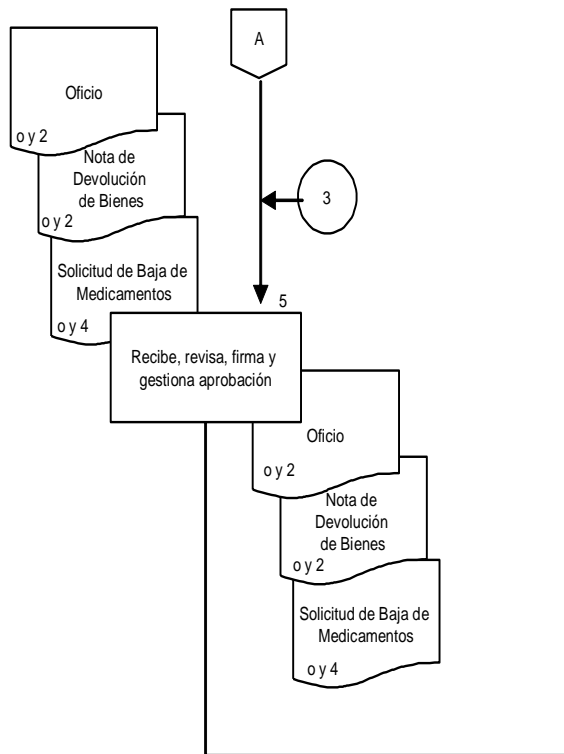 A
Oficio
o y 2
Nota de
Devolución
de Bienes
o y 2
3
Solicitud de Baja de
Medicamentos
o y 4
5
Recibe, revisa, firma y
gestiona aprobación
Oficio
o y 2
Nota de
Devolución
de Bienes
o y 2
Solicitud de Baja de
Medicamentos
o y 4